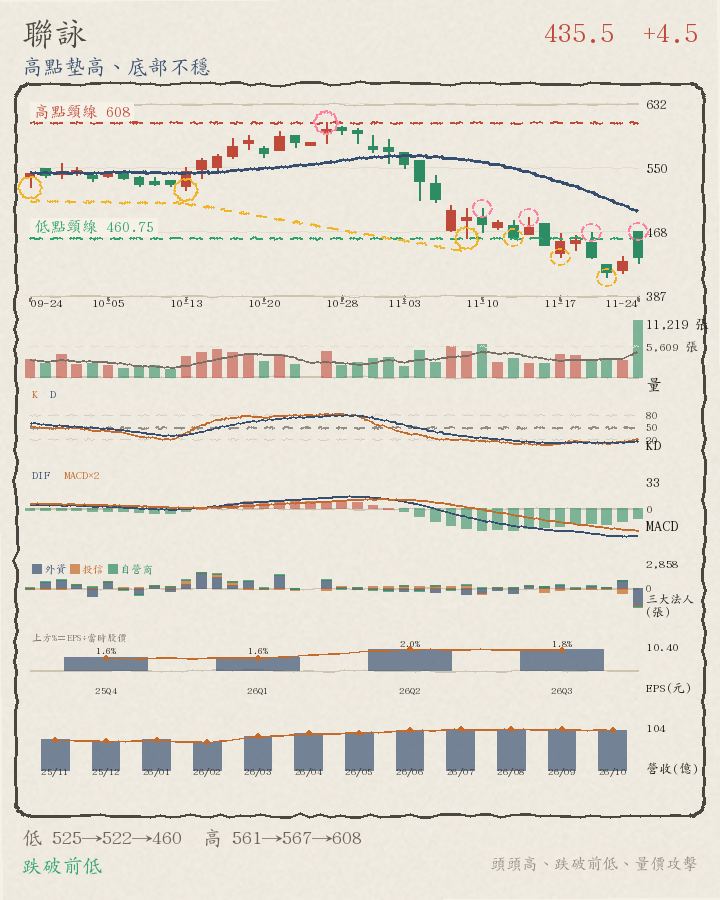 聯詠 435.5 +4.5
高點墊高、底部不穩
高點頸線 608
632
550
低點頸線 460.75
468
387
09-24 10-05 10-13 10-20 10-28 11-03 11-10 11-17 11-24
11,219 張
5,609 張
量
K D
80
50
20
KD
DIF MACD×2
33
0
MACD
外資 投信 自營商
2,858
0
三大法人
(張)
上方%=EPS÷當時股價
1.6% 1.6% 2.0% 1.8%
10.40
25Q4 26Q1 26Q2 26Q3
EPS(元)
104
25/11 25/12 26/01 26/02 26/03 26/04 26/05 26/06 26/07 26/08 26/09 26/10
營收(億)
低 525→522→460 高 561→567→608
跌破前低
頭頭高、跌破前低、量價攻擊